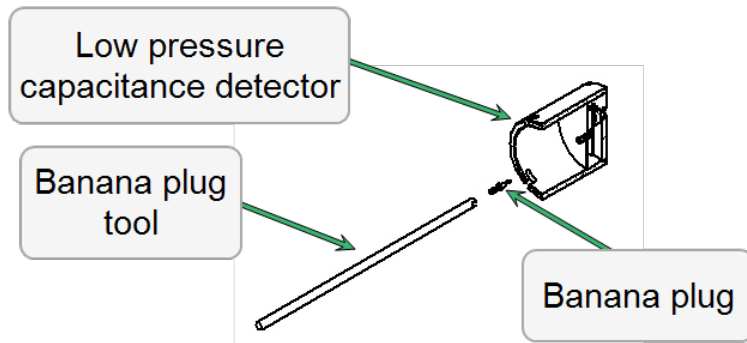 Low pressure
capacitance detector
Banana plug
tool
Banana plug